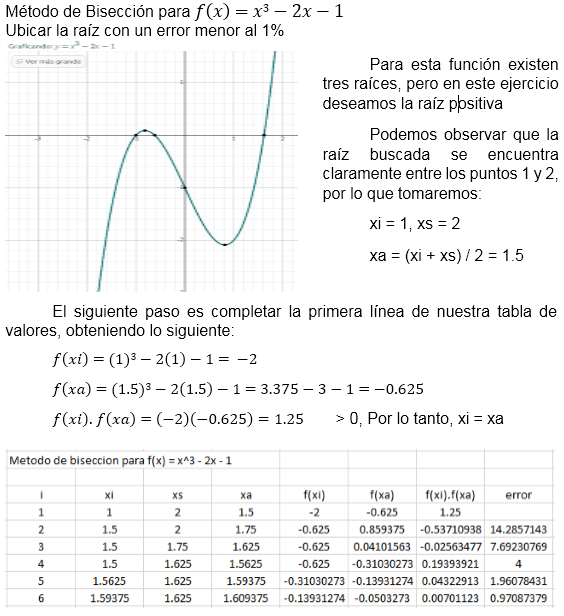 Método de Bisección para f(x) = x³ − 2x − 1
Ubicar la raíz con un error menor al 1%
Graficando: y = x³ − 2x − 1
Ver más grande
Para esta función existen
tres raíces, pero en este ejercicio
deseamos la raíz positiva
Podemos observar que la
raíz buscada se encuentra
claramente entre los puntos 1 y 2,
por lo que tomaremos:
xi = 1, xs = 2
xa = (xi + xs) / 2 = 1.5
El siguiente paso es completar la primera línea de nuestra tabla de
valores, obteniendo lo siguiente:
f(xi) = (1)³ − 2(1) − 1 = −2
f(xa) = (1.5)³ − 2(1.5) − 1 = 3.375 − 3 − 1 = −0.625
f(xi). f(xa) = (−2)(−0.625) = 1.25 > 0, Por lo tanto, xi = xa
Metodo de biseccion para f(x) = x^3 - 2x - 1
i xi xs xa f(xi) f(xa) f(xi).f(xa) error
1 1 2 1.5 -2 -0.625 1.25
2 1.5 2 1.75 -0.625 0.859375 -0.53710938 14.2857143
3 1.5 1.75 1.625 -0.625 0.04101563 -0.02563477 7.69230769
4 1.5 1.625 1.5625 -0.625 -0.31030273 0.19393921 4
5 1.5625 1.625 1.59375 -0.31030273 -0.13931274 0.04322913 1.96078431
6 1.59375 1.625 1.609375 -0.13931274 -0.0503273 0.00701123 0.97087379